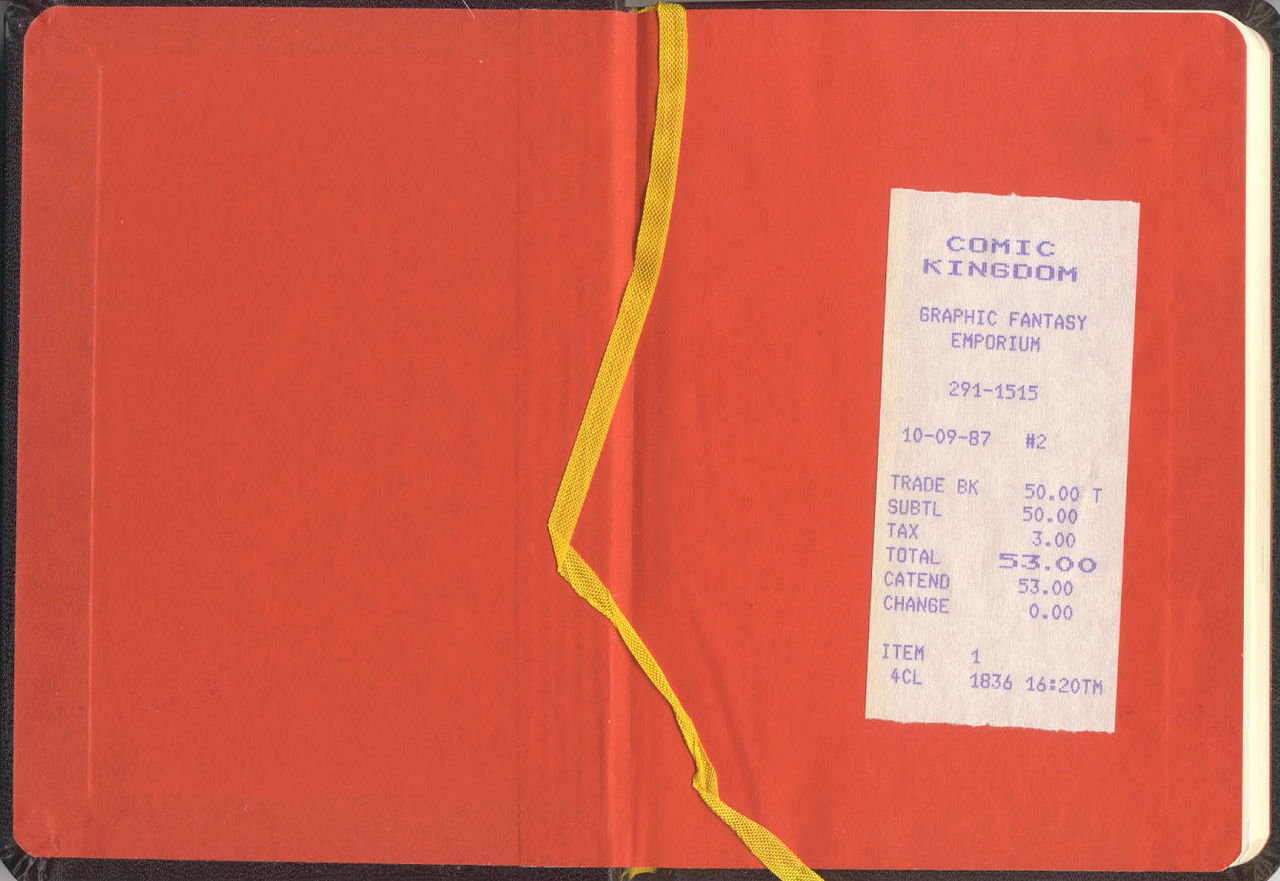 COMIC
KINGDOM
GRAPHIC FANTASY
EMPORIUM
291-1515
10-09-87 #2
TRADE BK 50.00 T
SUBTL 50.00
TAX 3.00
TOTAL 53.00
CATEND 53.00
CHANGE 0.00
ITEM 1
4CL 1836 16:20TM